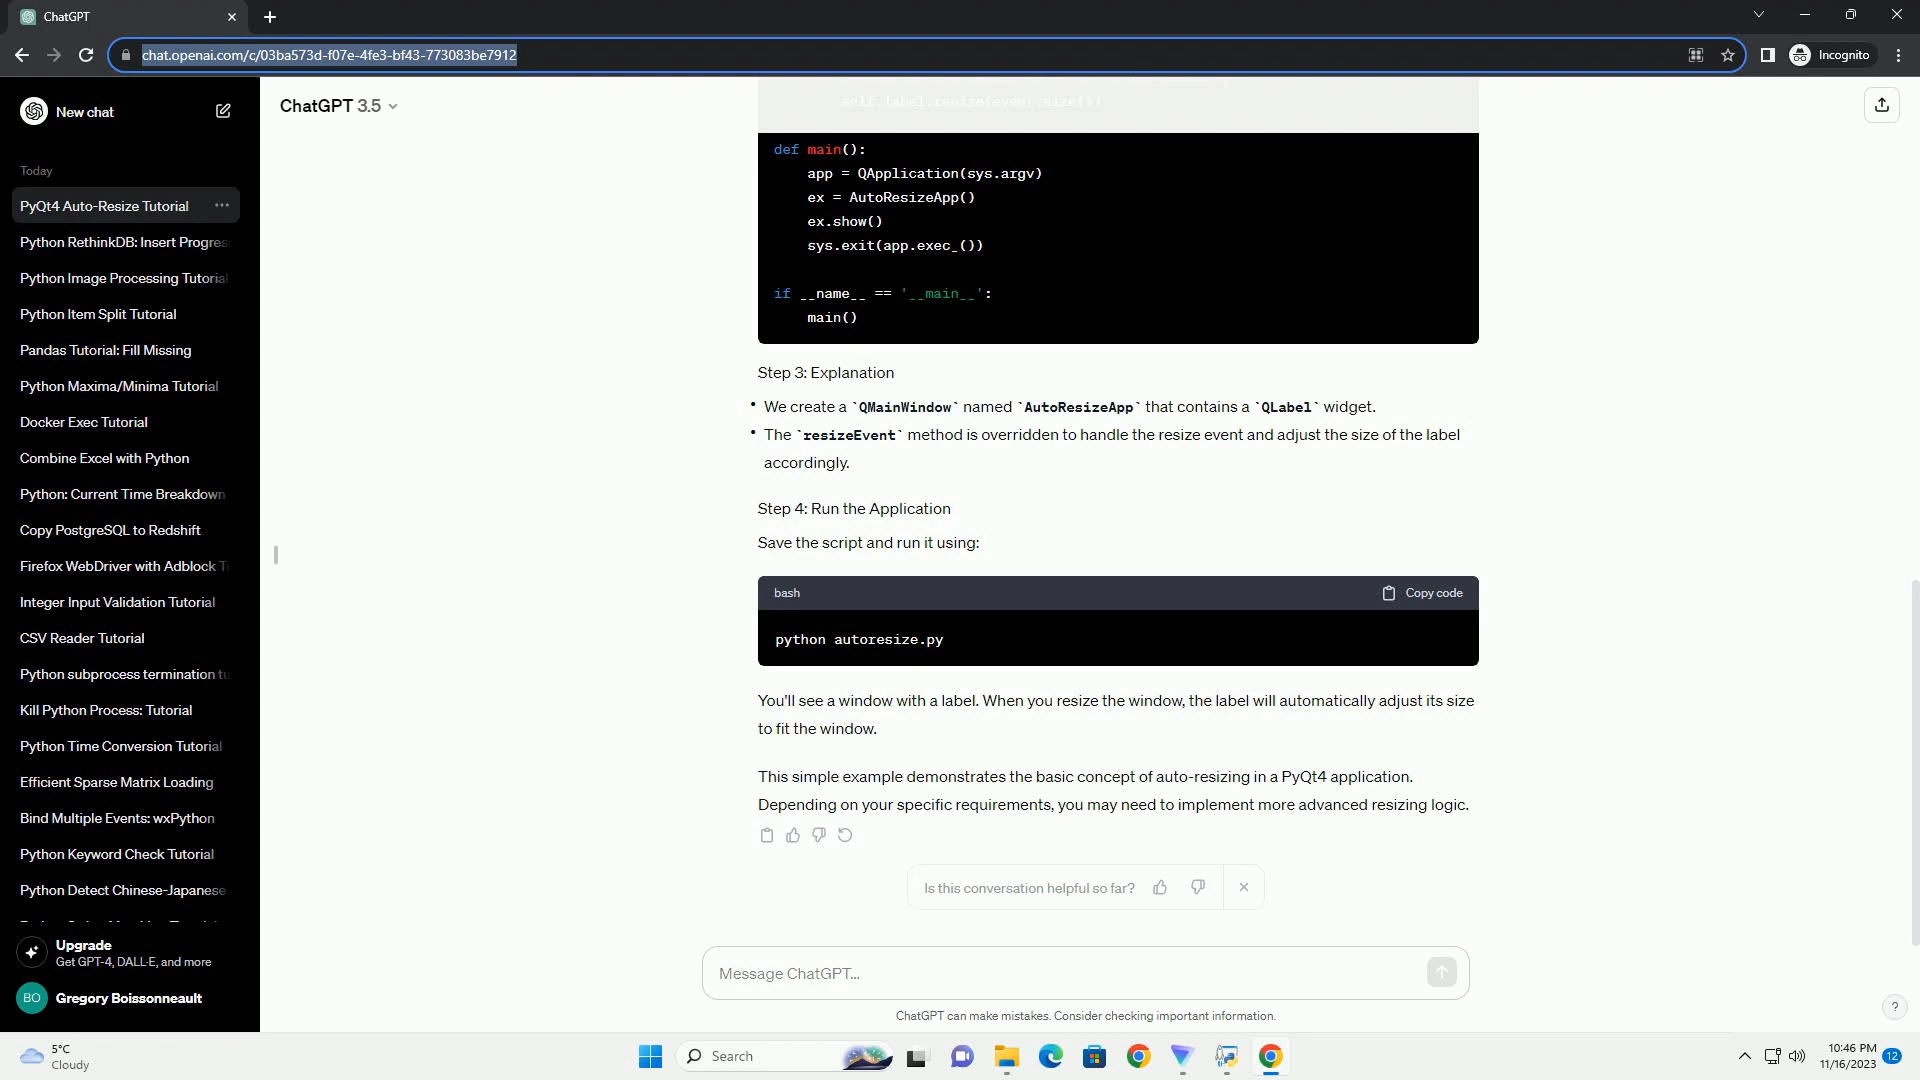 ChatGPT
chat.openai.com/c/03ba573d-f07e-4fe3-bf43-773083be7912
Incognito
New chat
Today
PyQt4 Auto-Resize Tutorial
Python RethinkDB: Insert Progres
Python Image Processing Tutorial
Python Item Split Tutorial
Pandas Tutorial: Fill Missing
Python Maxima/Minima Tutorial
Docker Exec Tutorial
Combine Excel with Python
Python: Current Time Breakdown
Copy PostgreSQL to Redshift
Firefox WebDriver with Adblock T
Integer Input Validation Tutorial
CSV Reader Tutorial
Python subprocess termination tu
Kill Python Process: Tutorial
Python Time Conversion Tutorial
Efficient Sparse Matrix Loading
Bind Multiple Events: wxPython
Python Keyword Check Tutorial
Python Detect Chinese-Japanese
Upgrade
Get GPT-4, DALL·E, and more
BO Gregory Boissonneault
ChatGPT 3.5
self.label.resize(event.size())
def main():
app = QApplication(sys.argv)
ex = AutoResizeApp()
ex.show()
sys.exit(app.exec_())
if __name__ == '__main__':
main()
Step 3: Explanation
• We create a `QMainWindow` named `AutoResizeApp` that contains a `QLabel` widget.
• The `resizeEvent` method is overridden to handle the resize event and adjust the size of the label
accordingly.
Step 4: Run the Application
Save the script and run it using:
bash
Copy code
python autoresize.py
You'll see a window with a label. When you resize the window, the label will automatically adjust its size
to fit the window.
This simple example demonstrates the basic concept of auto-resizing in a PyQt4 application.
Depending on your specific requirements, you may need to implement more advanced resizing logic.
Is this conversation helpful so far?
Message ChatGPT...
ChatGPT can make mistakes. Consider checking important information.
?
5°C
Cloudy
Search
10:46 PM
11/16/2023
12